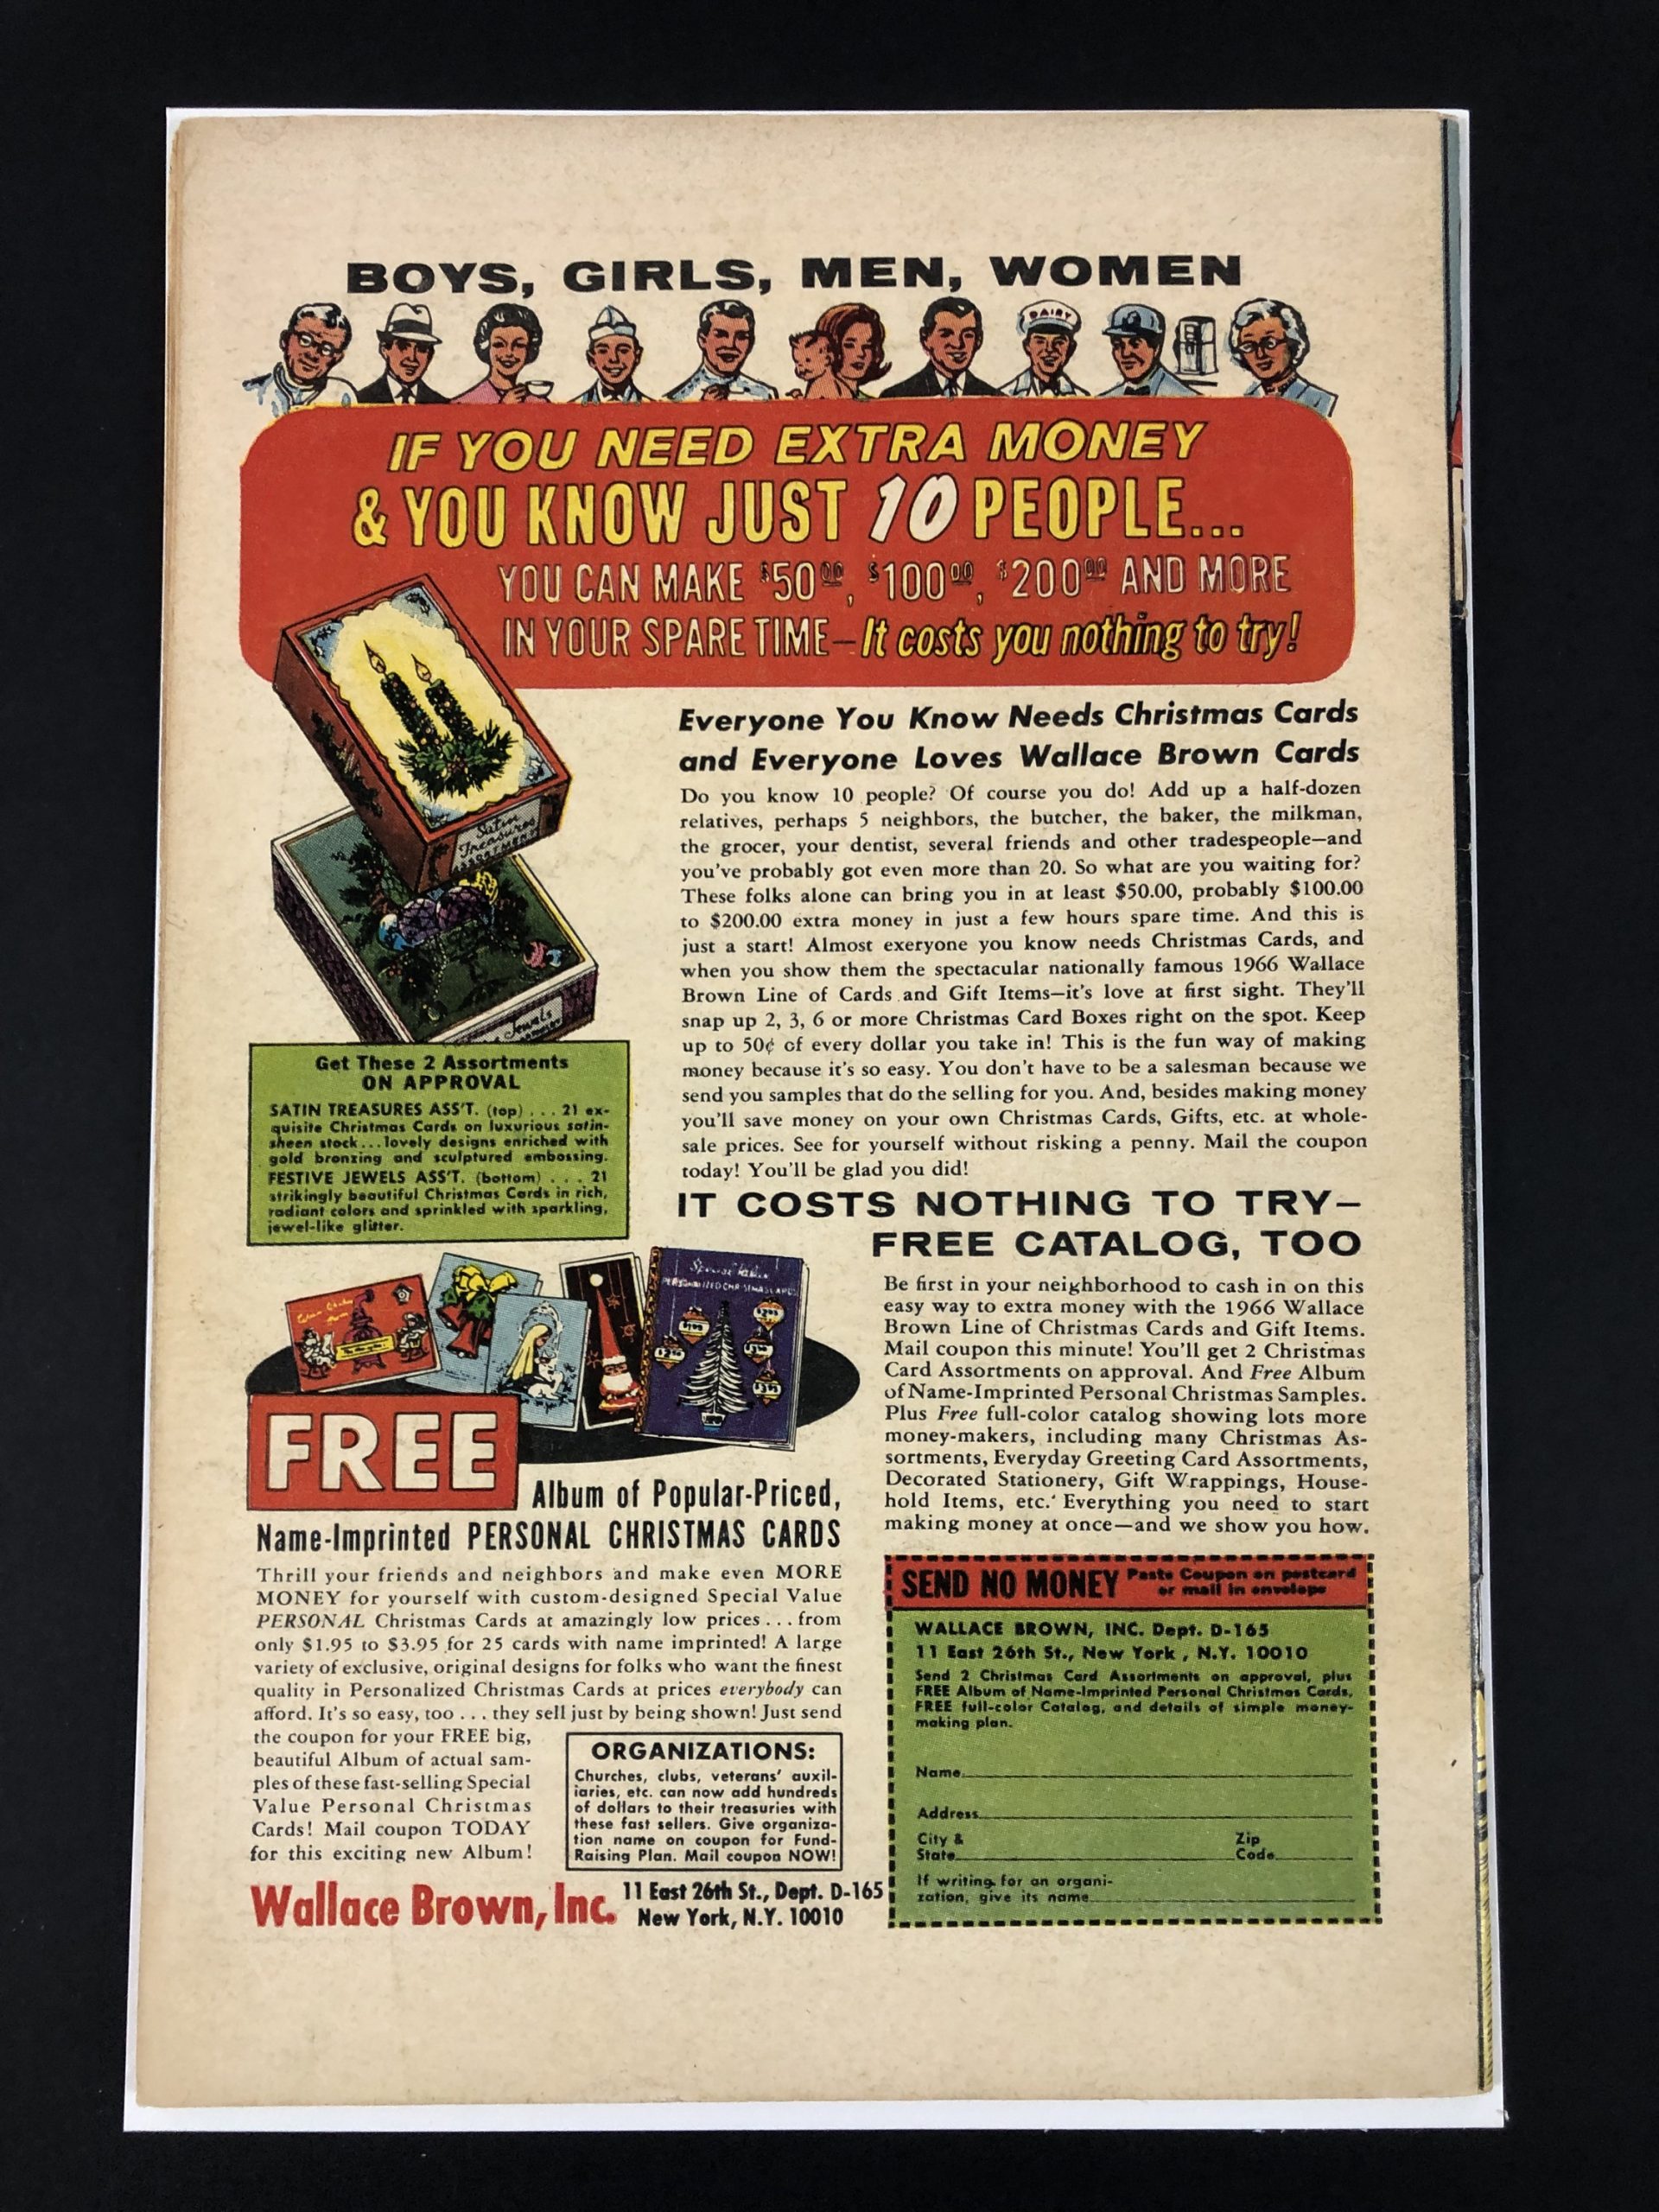 BOYS, GIRLS, MEN, WOMEN
DAIRY
IF YOU NEED EXTRA MONEY
& YOU KNOW JUST 10 PEOPLE...
YOU CAN MAKE $50.00, $100.00, $200.00 AND MORE
IN YOUR SPARE TIME—It costs you nothing to try!
Satin
Treasures
ASSORTMENT
Jewels
Everyone You Know Needs Christmas Cards
and Everyone Loves Wallace Brown Cards
Do you know 10 people? Of course you do! Add up a half-dozen
relatives, perhaps 5 neighbors, the butcher, the baker, the milkman,
the grocer, your dentist, several friends and other tradespeople—and
you've probably got even more than 20. So what are you waiting for?
These folks alone can bring you in at least $50.00, probably $100.00
to $200.00 extra money in just a few hours spare time. And this is
just a start! Almost exeryone you know needs Christmas Cards, and
when you show them the spectacular nationally famous 1966 Wallace
Brown Line of Cards and Gift Items—it's love at first sight. They'll
snap up 2, 3, 6 or more Christmas Card Boxes right on the spot. Keep
up to 50¢ of every dollar you take in! This is the fun way of making
money because it's so easy. You don't have to be a salesman because we
send you samples that do the selling for you. And, besides making money
you'll save money on your own Christmas Cards, Gifts, etc. at whole-
sale prices. See for yourself without risking a penny. Mail the coupon
today! You'll be glad you did!
Get These 2 Assortments
ON APPROVAL
SATIN TREASURES ASS'T. (top) . . . 21 ex-
quisite Christmas Cards on luxurious satin-
sheen stock...lovely designs enriched with
gold bronzing and sculptured embossing.
FESTIVE JEWELS ASS'T. (bottom) . . . 21
strikingly beautiful Christmas Cards in rich,
radiant colors and sprinkled with sparkling,
jewel-like glitter.
IT COSTS NOTHING TO TRY—
FREE CATALOG, TOO
Be first in your neighborhood to cash in on this
easy way to extra money with the 1966 Wallace
Brown Line of Christmas Cards and Gift Items.
Mail coupon this minute! You'll get 2 Christmas
Card Assortments on approval. And Free Album
of Name-Imprinted Personal Christmas Samples.
Plus Free full-color catalog showing lots more
money-makers, including many Christmas As-
sortments, Everyday Greeting Card Assortments,
Decorated Stationery, Gift Wrappings, House-
hold Items, etc. Everything you need to start
making money at once—and we show you how.
Special Value
PERSONALIZED CHRISTMAS CARDS
FREE
Album of Popular-Priced,
Name-Imprinted PERSONAL CHRISTMAS CARDS
Thrill your friends and neighbors and make even MORE
MONEY for yourself with custom-designed Special Value
PERSONAL Christmas Cards at amazingly low prices . . . from
only $1.95 to $3.95 for 25 cards with name imprinted! A large
variety of exclusive, original designs for folks who want the finest
quality in Personalized Christmas Cards at prices everybody can
afford. It's so easy, too . . . they sell just by being shown! Just send
the coupon for your FREE big,
beautiful Album of actual sam-
ples of these fast-selling Special
Value Personal Christmas
Cards! Mail coupon TODAY
for this exciting new Album!
ORGANIZATIONS:
Churches, clubs, veterans' auxil-
iaries, etc. can now add hundreds
of dollars to their treasuries with
these fast sellers. Give organiza-
tion name on coupon for Fund-
Raising Plan. Mail coupon NOW!
Wallace Brown, Inc.
11 East 26th St., Dept. D-165
New York, N.Y. 10010
SEND NO MONEY
Paste Coupon on postcard
or mail in envelope
WALLACE BROWN, INC. Dept. D-165
11 East 26th St., New York , N.Y. 10010
Send 2 Christmas Card Assortments on approval, plus
FREE Album of Name-Imprinted Personal Christmas Cards,
FREE full-color Catalog, and details of simple money-
making plan.
Name
Address
City & Zip
State Code
If writing for an organi-
zation, give its name